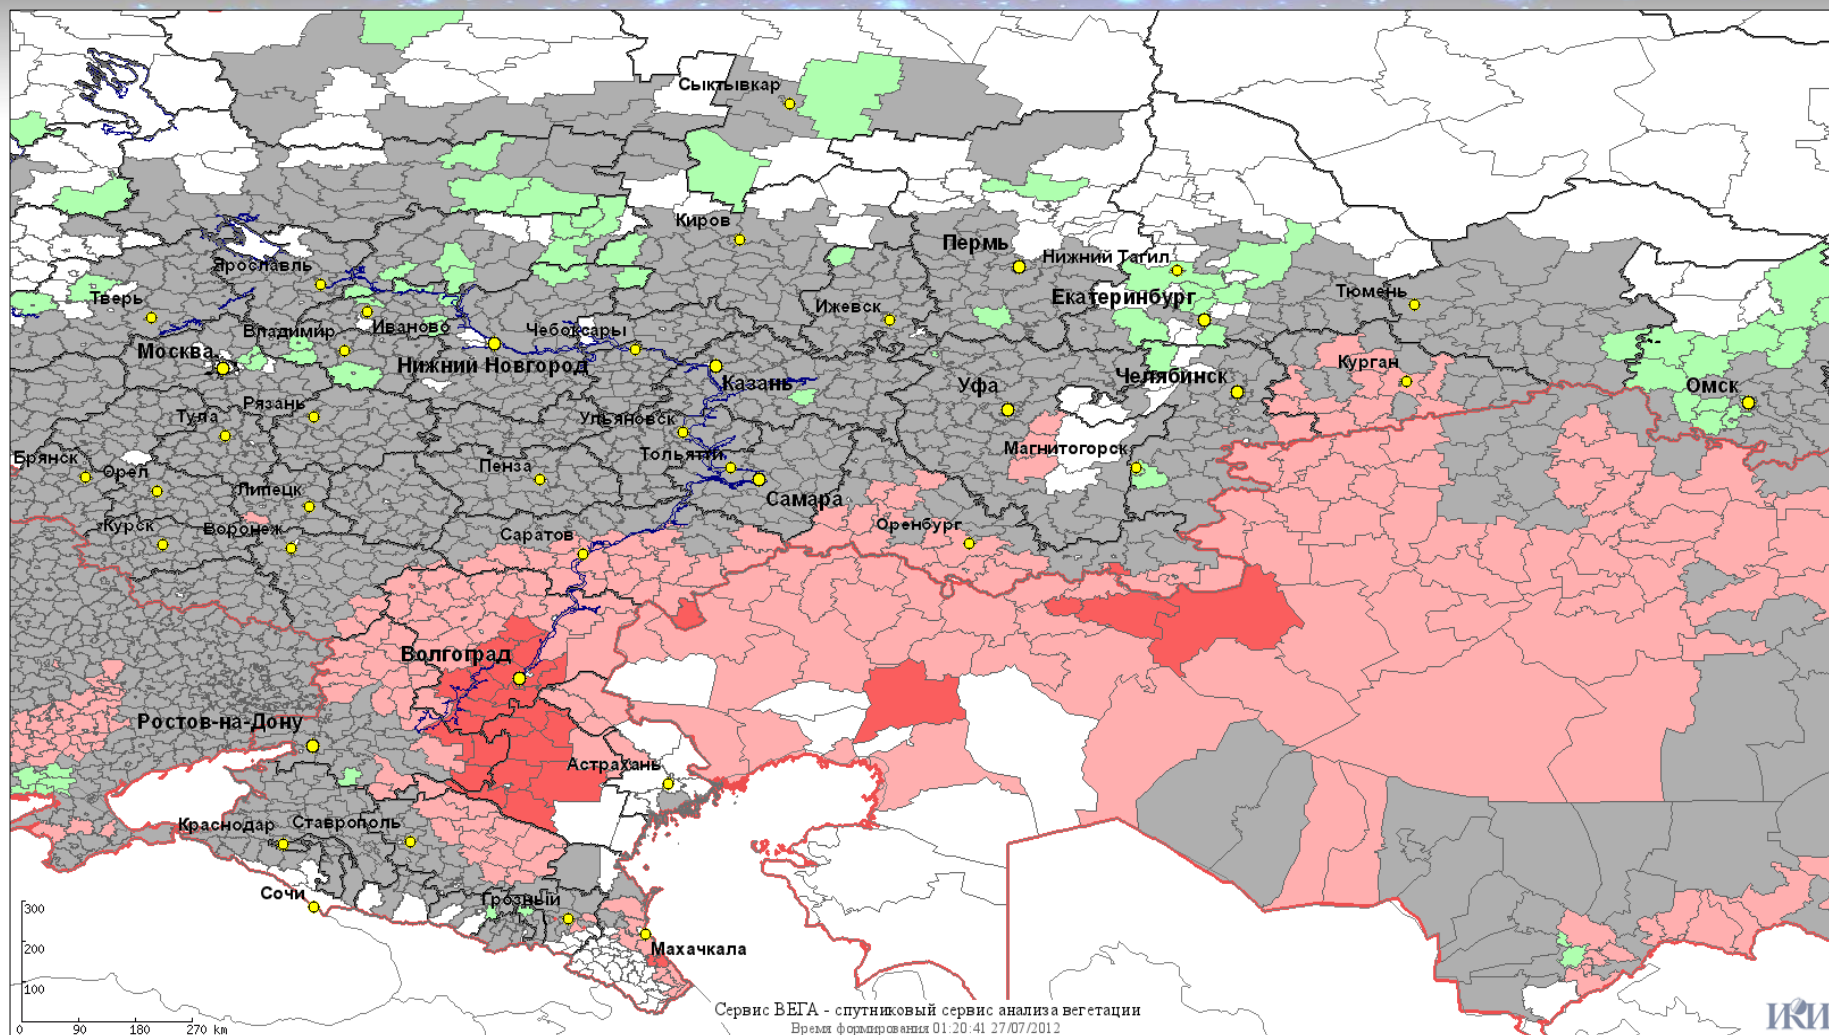 Сыктывкар
Киров
Пермь
Нижний Тагил
Ярославль
Тверь
Екатеринбург
Тюмень
Ижевск
Владимир
Иваново
Чебоксары
Москва
Нижний Новгород
Казань
Уфа
Челябинск
Курган
Омск
Тула
Рязань
Ульяновск
Магнитогорск
Брянск
Орел
Пенза
Тольятти
Липецк
Самара
Курск
Воронеж
Саратов
Оренбург
Волгоград
Ростов-на-Дону
Астрахань
Краснодар
Ставрополь
Сочи
Грозный
Махачкала
300
200
100
0 90 180 270 km
Сервис ВЕГА - спутниковый сервис анализа вегетации
Время формирования 01:20:41 27/07/2012
ИКИ